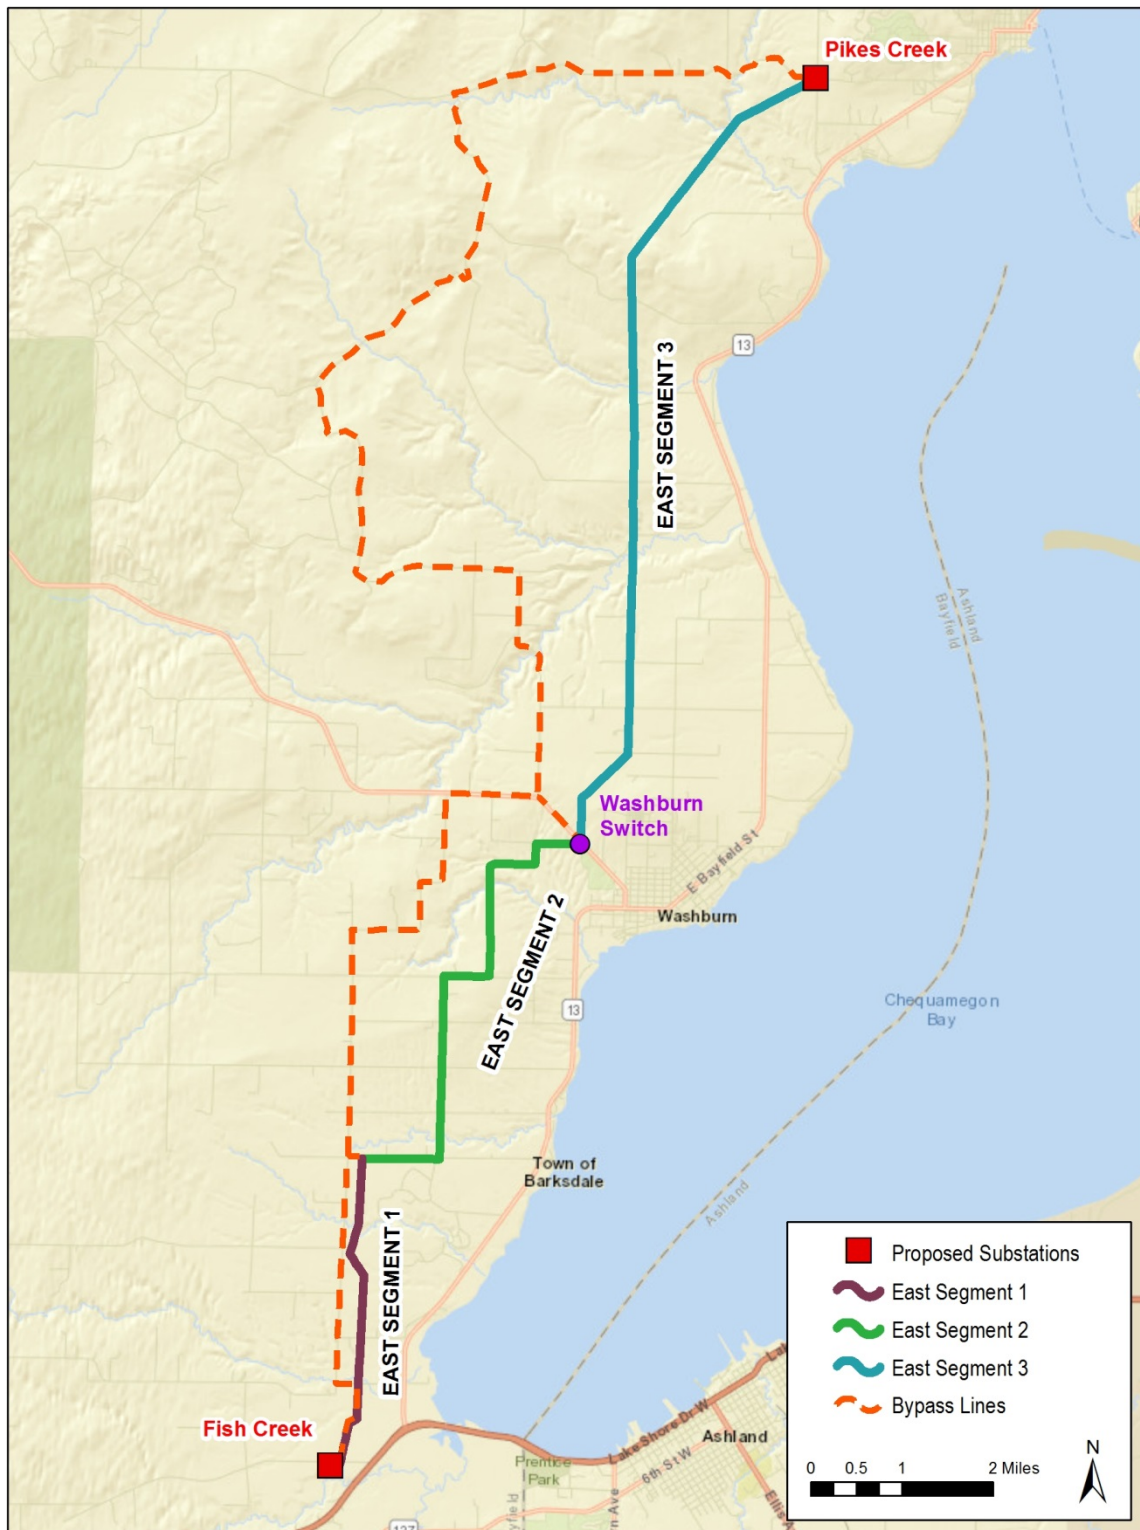 Pikes Creek
13
EAST SEGMENT 3
Ashland
Bayfield
Washburn
Switch
E Bayfield St
Washburn
EAST SEGMENT 2
13
Chequamegon
Bay
Town of
Barksdale
Ashland
EAST SEGMENT 1
Fish Creek
Lake Shore Dr W
Ashland
6th St W
Prentice
Park
Proposed Substations
East Segment 1
East Segment 2
East Segment 3
Bypass Lines
0 0.5 1 2 Miles
N